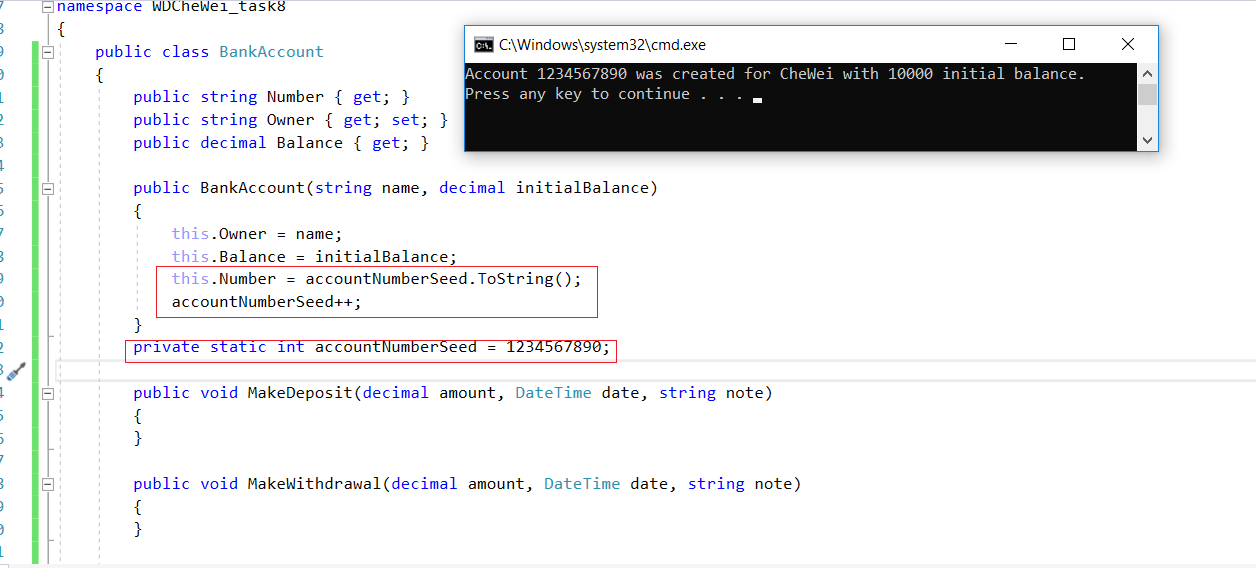 namespace WDCheWei_task8
{
public class BankAccount
{
public string Number { get; }
public string Owner { get; set; }
public decimal Balance { get; }
public BankAccount(string name, decimal initialBalance)
{
this.Owner = name;
this.Balance = initialBalance;
this.Number = accountNumberSeed.ToString();
accountNumberSeed++;
}
private static int accountNumberSeed = 1234567890;
public void MakeDeposit(decimal amount, DateTime date, string note)
{
}
public void MakeWithdrawal(decimal amount, DateTime date, string note)
{
}
C:\Windows\system32\cmd.exe
Account 1234567890 was created for CheWei with 10000 initial balance.
Press any key to continue . . .